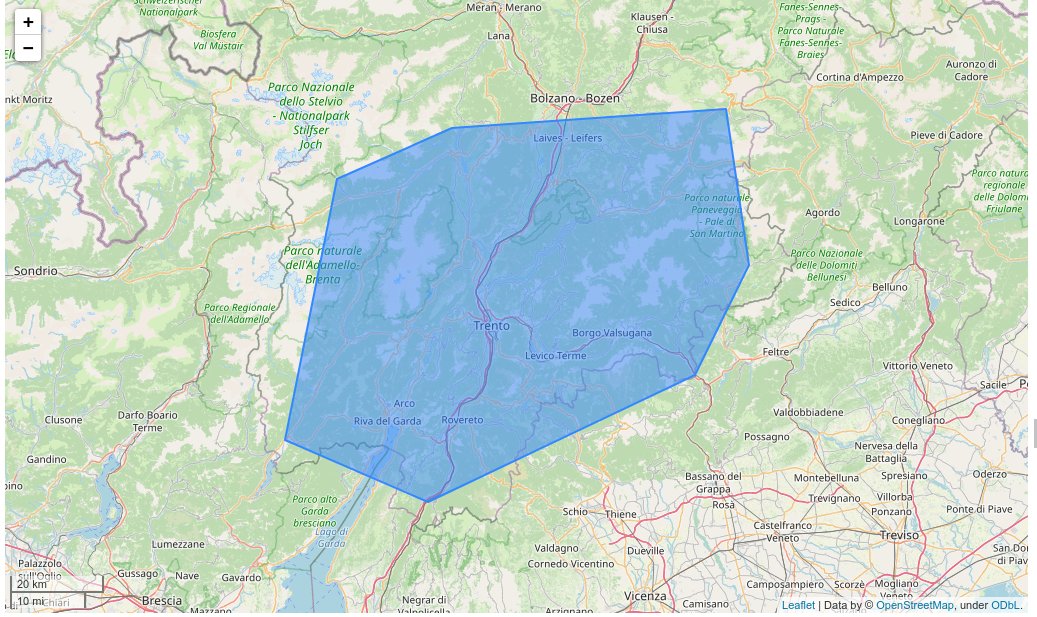 +
−
Schweizerischer
Nationalpark
Meran - Merano
Klausen -
Chiusa
Fanes-Sennes-
Prags -
Parco Naturale
Fanes-Sennes-
Braies
Biosfera
Val Müstair
Lana
Auronzo di
Cadore
Cortina d'Ampezzo
nkt Moritz
Parco Nazionale
dello Stelvio
- Nationalpark
Stilfser
Joch
Bolzano - Bozen
Laives - Leifers
Pieve di Cadore
Parco natura
regionale
delle Dolom
Friulane
Parco naturale
Paneveggio
- Pale di
San Martino
Agordo
Longarone
Parco naturale
dell'Adamello-
Brenta
Parco Nazionale
delle Dolomiti
Bellunesi
Sondrio
Belluno
Sedico
Parco Regionale
dell'Adamello
Trento
Borgo Valsugana
Levico Terme
Feltre
Vittorio Veneto
Sacile
Arco
Riva del Garda
Rovereto
Clusone
Darfo Boario
Terme
Valdobbiadene
Conegliano
Gandino
Possagno
Nervesa della
Battaglia
pino
Bassano del
Grappa
Rosa
Montebelluna
Spresiano
Oderzo
Parco alto
Garda
bresciano
Trevignano
Villorba
Ponzano
Ponte di Piave
Schio
Thiene
Castelfranco
Veneto
Treviso
Lago di
Garda
Lumezzane
Valdagno
Dueville
Cornedo Vicentino
San Don
di Piav
Palazzolo
sull'Oglio
Gussago
Nave
Gavardo
Camposampiero
Scorzè
Mogliano
Veneto
20 km
10 mi
Chiari
Brescia
Mazzano
Negrar di
Valpolicella
Arzignano
Vicenza
Camisano
Leaflet | Data by © OpenStreetMap, under ODbL.